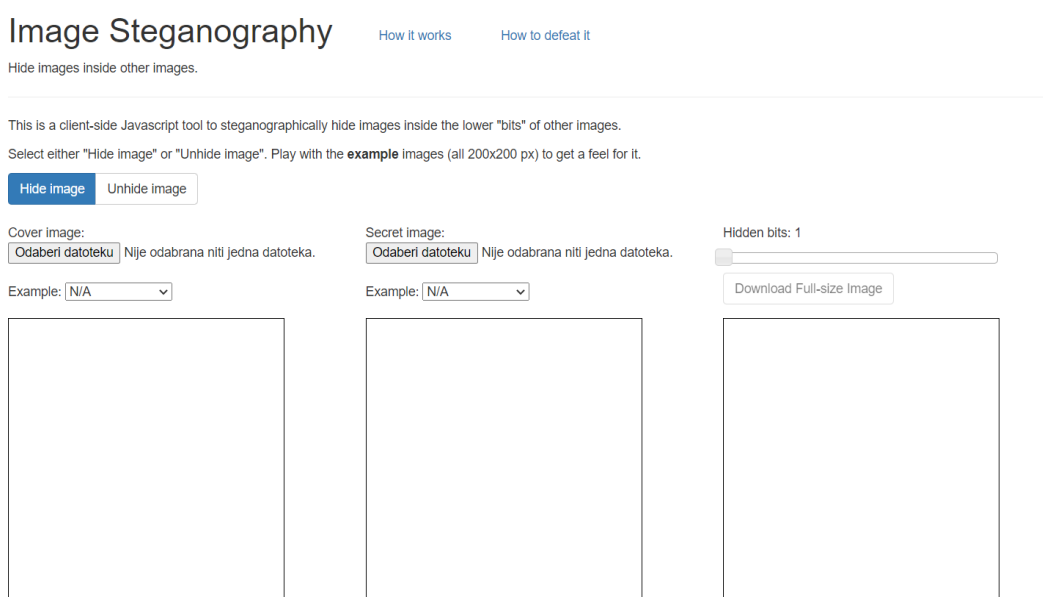 Image Steganography How it works How to defeat it
Hide images inside other images.
This is a client-side Javascript tool to steganographically hide images inside the lower "bits" of other images.
Select either "Hide image" or "Unhide image". Play with the example images (all 200x200 px) to get a feel for it.
Hide image Unhide image
Cover image: Secret image: Hidden bits: 1
Odaberi datoteku Nije odabrana niti jedna datoteka. Odaberi datoteku Nije odabrana niti jedna datoteka.
Example: N/A Example: N/A Download Full-size Image